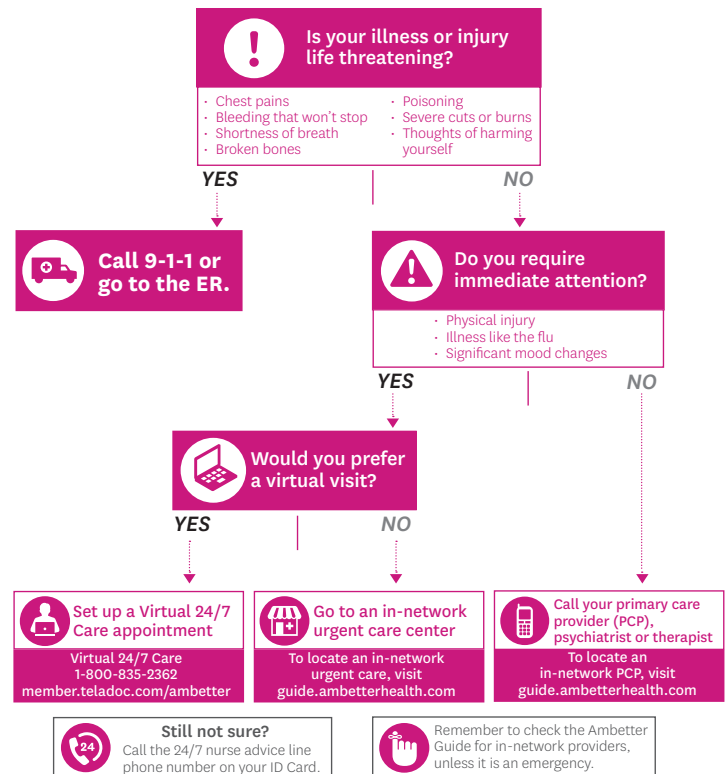 Is your illness or injury
life threatening?
· Chest pains
· Bleeding that won't stop
· Shortness of breath
· Broken bones
· Poisoning
· Severe cuts or burns
· Thoughts of harming
yourself
YES
NO
Call 9-1-1 or
go to the ER.
Do you require
immediate attention?
· Physical injury
· Illness like the flu
· Significant mood changes
YES
NO
Would you prefer
a virtual visit?
YES
NO
Set up a Virtual 24/7
Care appointment
Virtual 24/7 Care
1-800-835-2362
member.teladoc.com/ambetter
Go to an in-network
urgent care center
To locate an in-network
urgent care, visit
guide.ambetterhealth.com
Call your primary care
provider (PCP),
psychiatrist or therapist
To locate an
in-network PCP, visit
guide.ambetterhealth.com
24
Still not sure?
Call the 24/7 nurse advice line
phone number on your ID Card.
Remember to check the Ambetter
Guide for in-network providers,
unless it is an emergency.